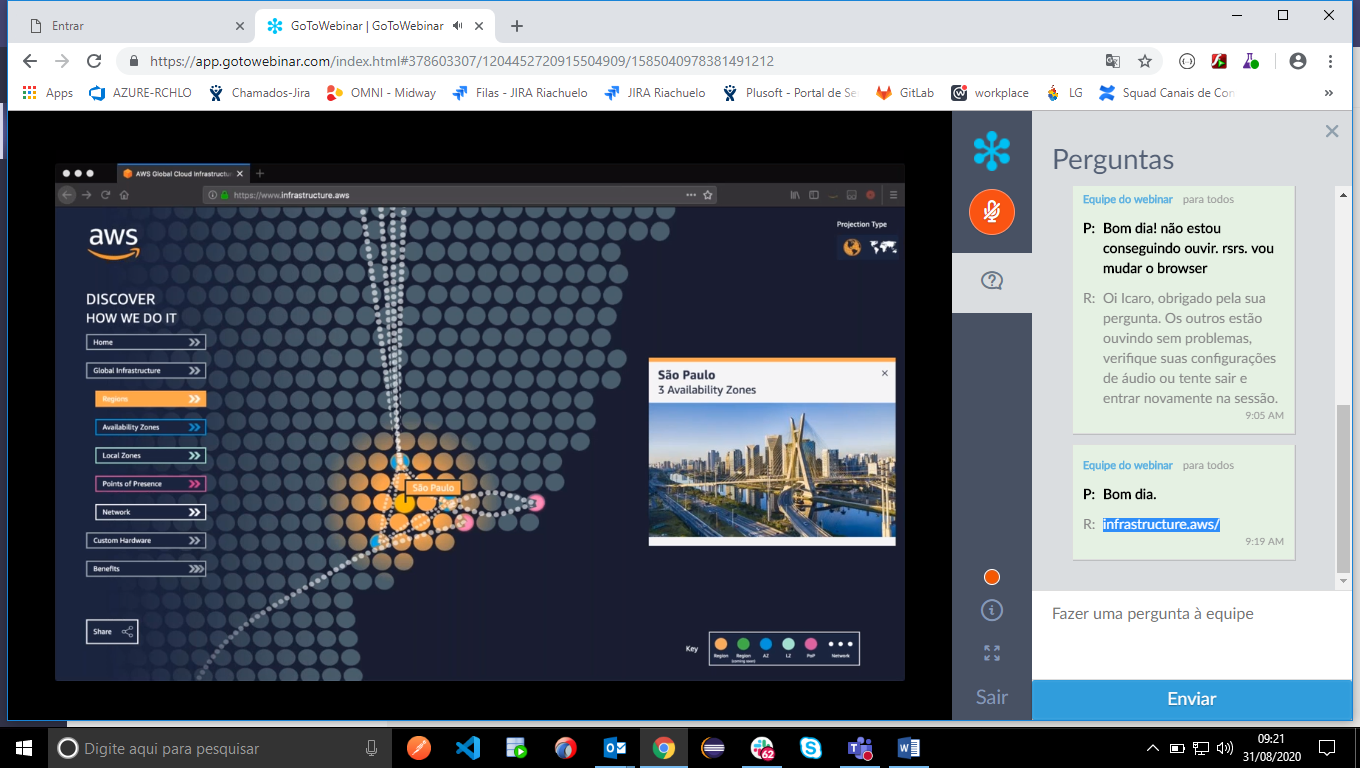 Entrar
GoToWebinar | GoToWebinar
https://app.gotowebinar.com/index.html#378603307/1204452720915504909/1585040978381491212
Apps
AZURE-RCHLO
Chamados-Jira
OMNI - Midway
Filas - JIRA Riachuelo
JIRA Riachuelo
Plusoft - Portal de Se
GitLab
workplace
LG
Squad Canais de Con
AWS Global Cloud Infrastructu
https://www.infrastructure.aws
aws
DISCOVER
HOW WE DO IT
Home
Global Infrastructure
Regions
Availability Zones
Local Zones
Points of Presence
Network
Custom Hardware
Benefits
Share
Projection Type
São Paulo
São Paulo
3 Availability Zones
Key
Region
Region
(coming soon)
AZ
LZ
PoP
Network
Sair
Perguntas
Equipe do webinar para todos
P: Bom dia! não estou
conseguindo ouvir. rsrs. vou
mudar o browser
R: Oi Icaro, obrigado pela sua
pergunta. Os outros estão
ouvindo sem problemas,
verifique suas configurações
de áudio ou tente sair e
entrar novamente na sessão.
9:05 AM
Equipe do webinar para todos
P: Bom dia.
R: infrastructure.aws/
9:19 AM
Fazer uma pergunta à equipe
Enviar
Digite aqui para pesquisar
62
09:21
31/08/2020